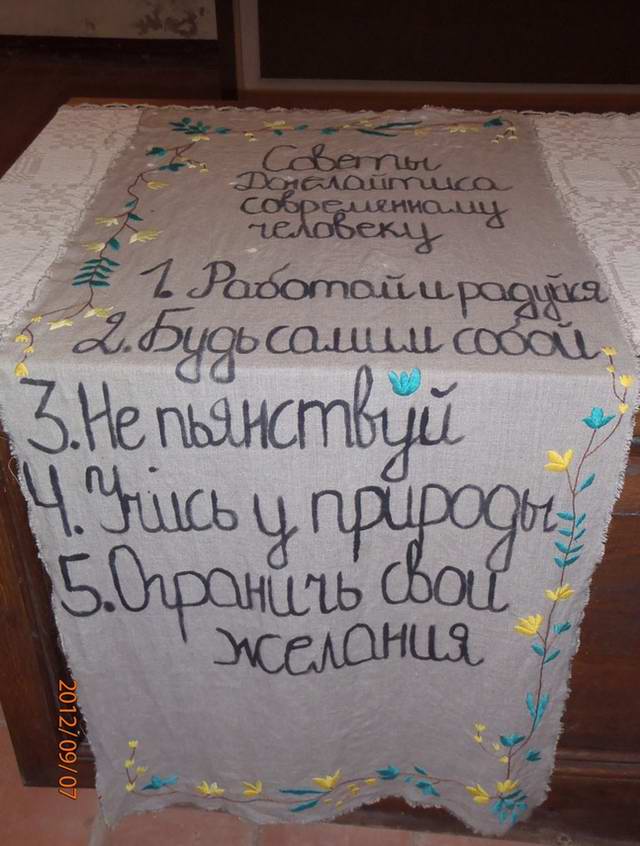 Советы
Донелайтиса
современному
человеку
1. Работай и радуйся
2. Будь самим собой
3. Не пьянствуй
4. Учись у природы
5. Ограничь свои
желания
2012/09/07